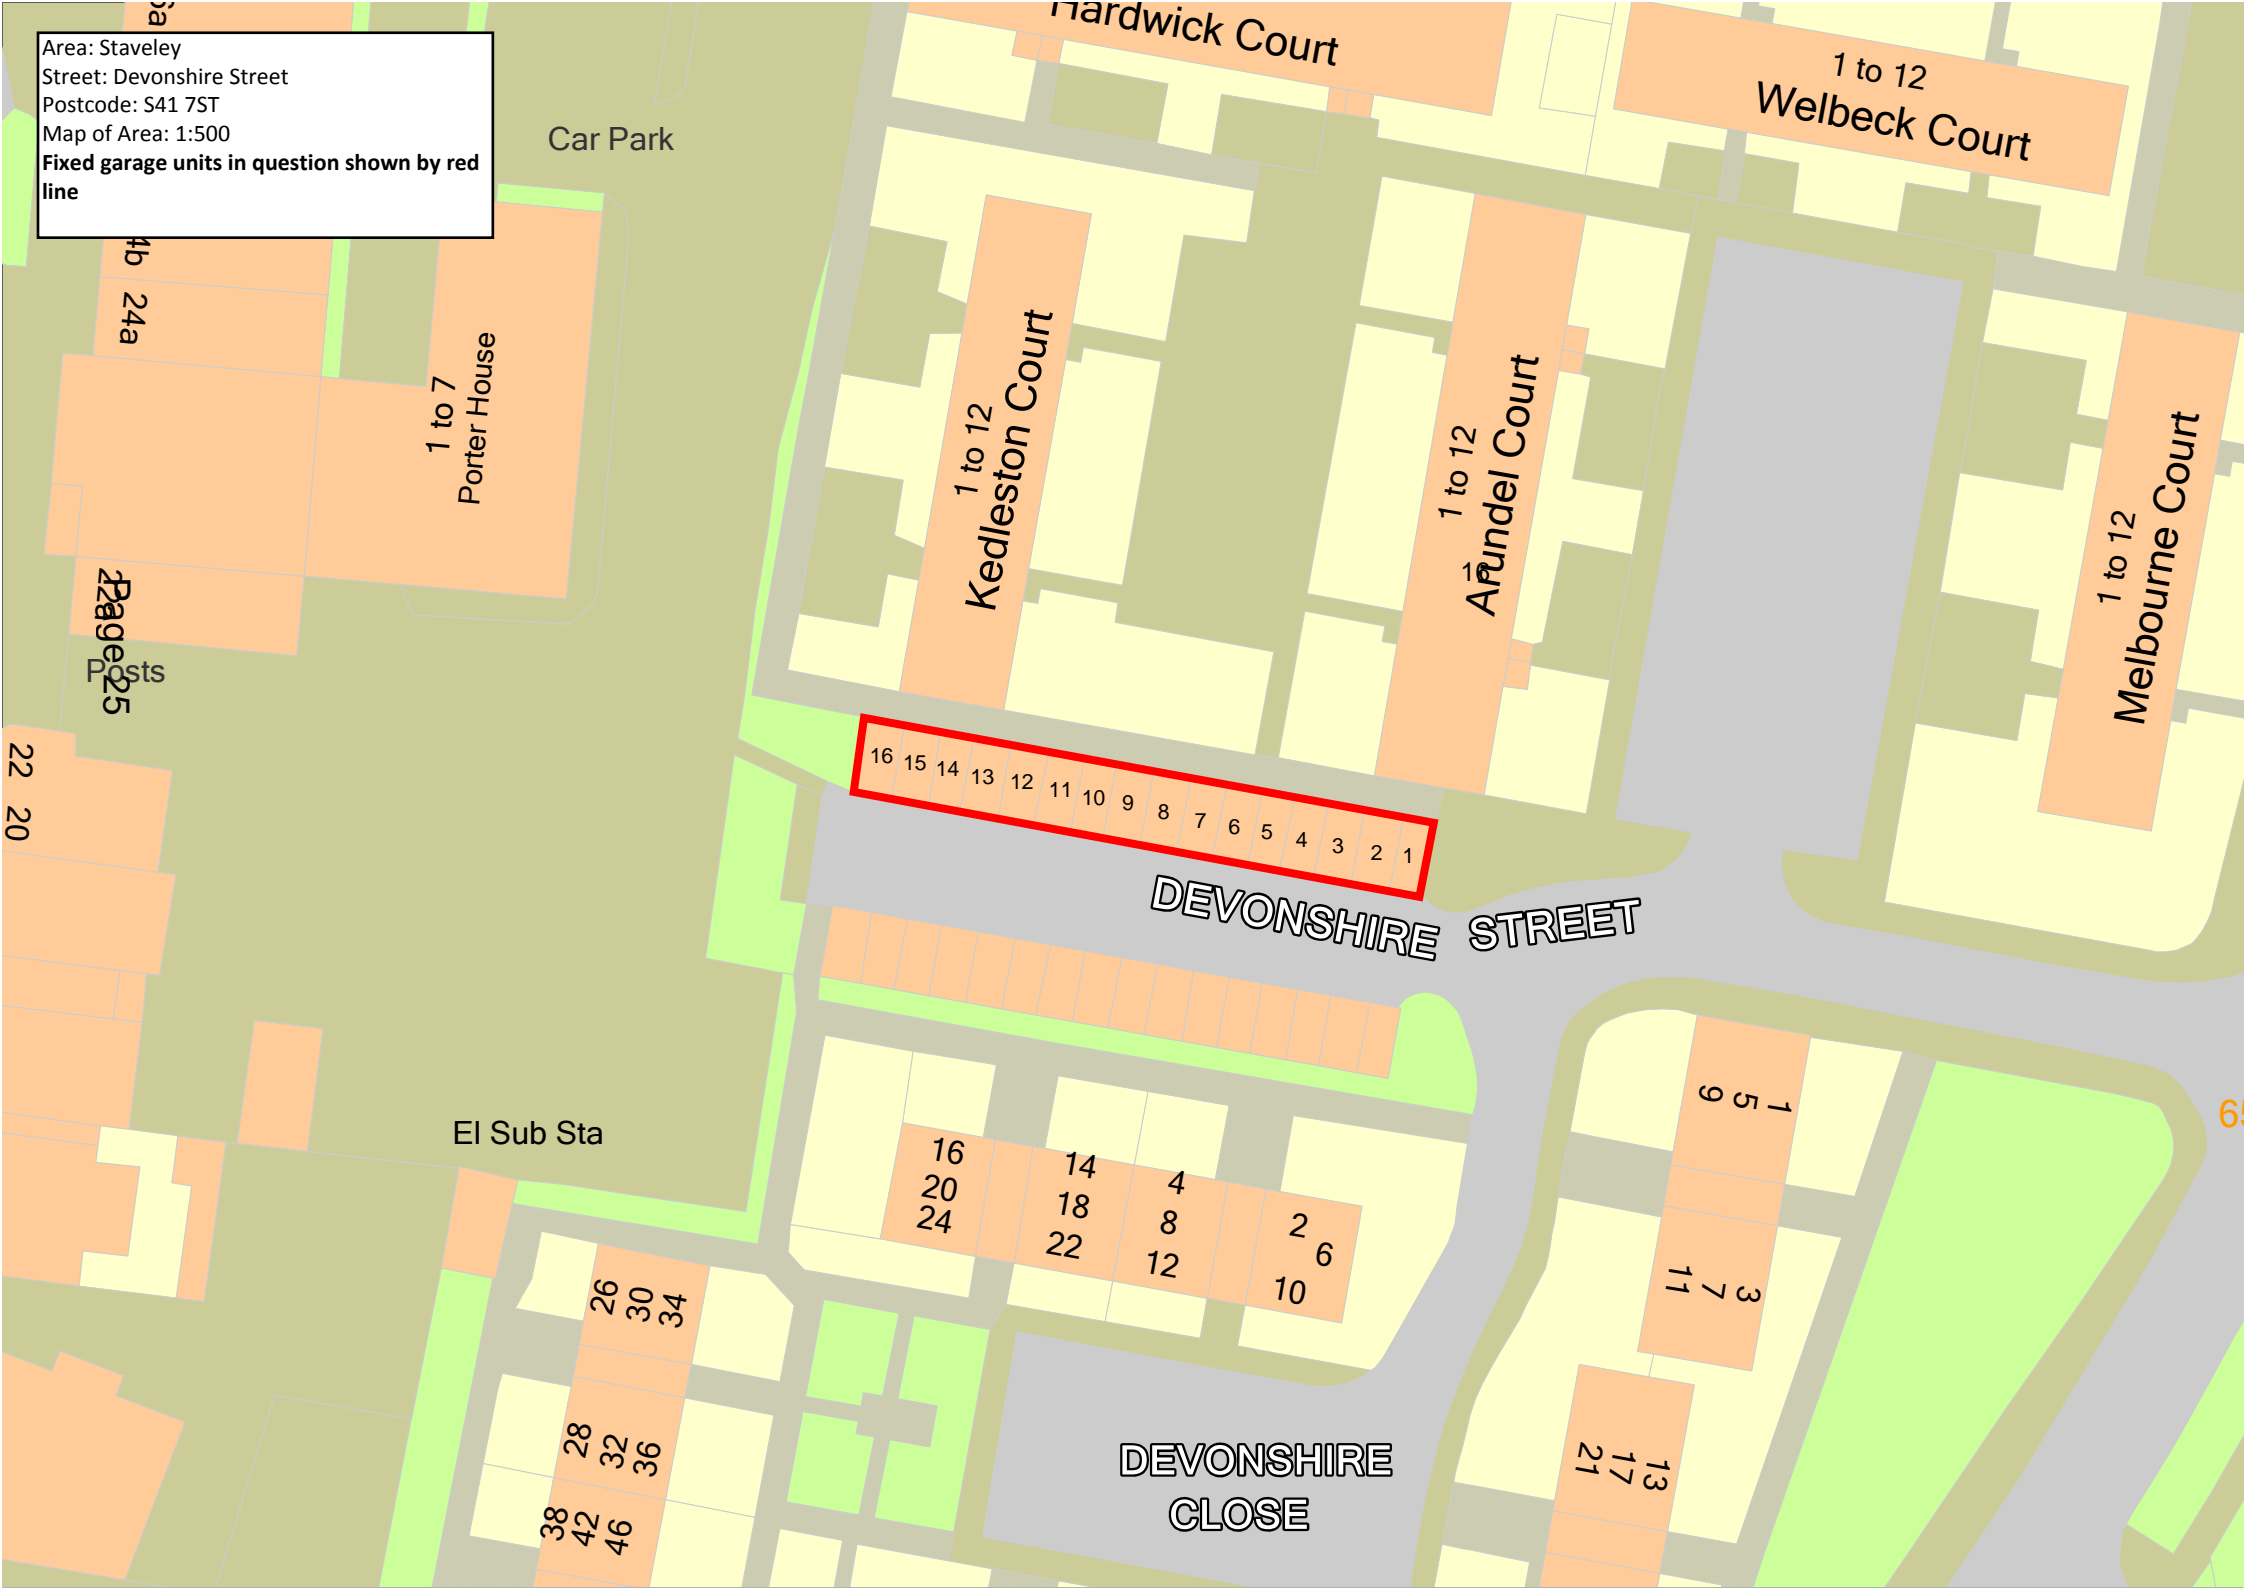 Area: Staveley
Street: Devonshire Street
Postcode: S41 7ST
Map of Area: 1:500
Fixed garage units in question shown by red
line
Hardwick Court
1 to 12
Welbeck Court
Car Park
4b
24a
1 to 7
Porter House
1 to 12
Kedleston Court
1 to 12
Arundel Court
16
1 to 12
Melbourne Court
Page 25
Posts
22
20
16 15 14 13 12 11 10 9 8 7 6 5 4 3 2 1
DEVONSHIRE STREET
El Sub Sta
16
20
24
14
18
22
4
8
12
2
6
10
1
5
9
3
7
11
13
17
21
26
30
34
28
32
36
38
42
46
DEVONSHIRE
CLOSE